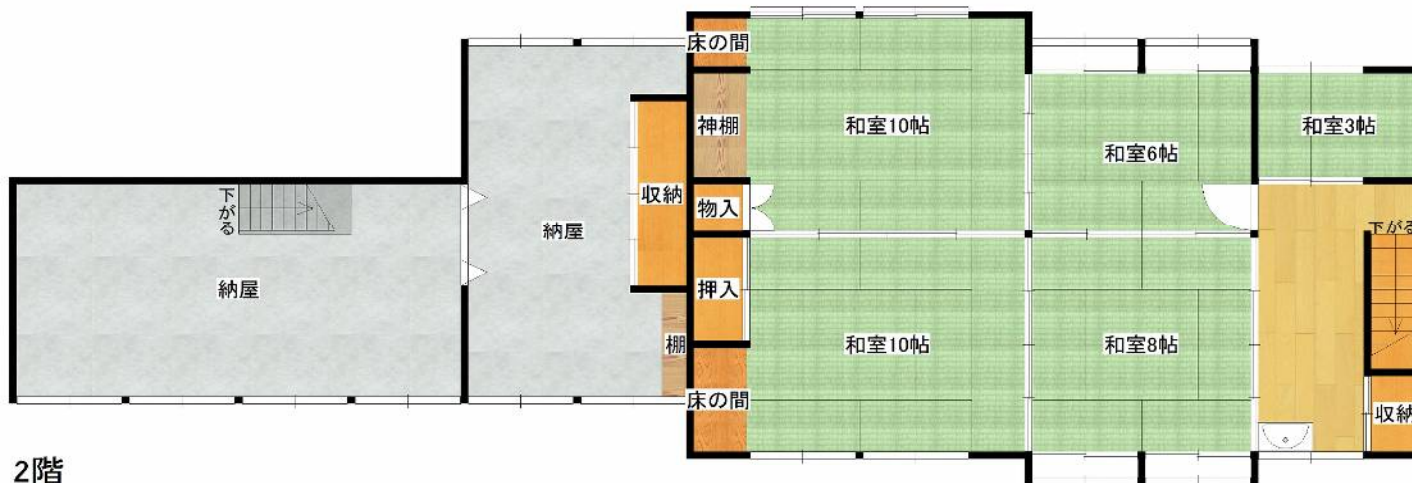 床の間
神棚
和室10帖
和室6帖
和室3帖
下がる
収納
物入
納屋
下がる
納屋
押入
棚
和室10帖
和室8帖
床の間
収納
2階